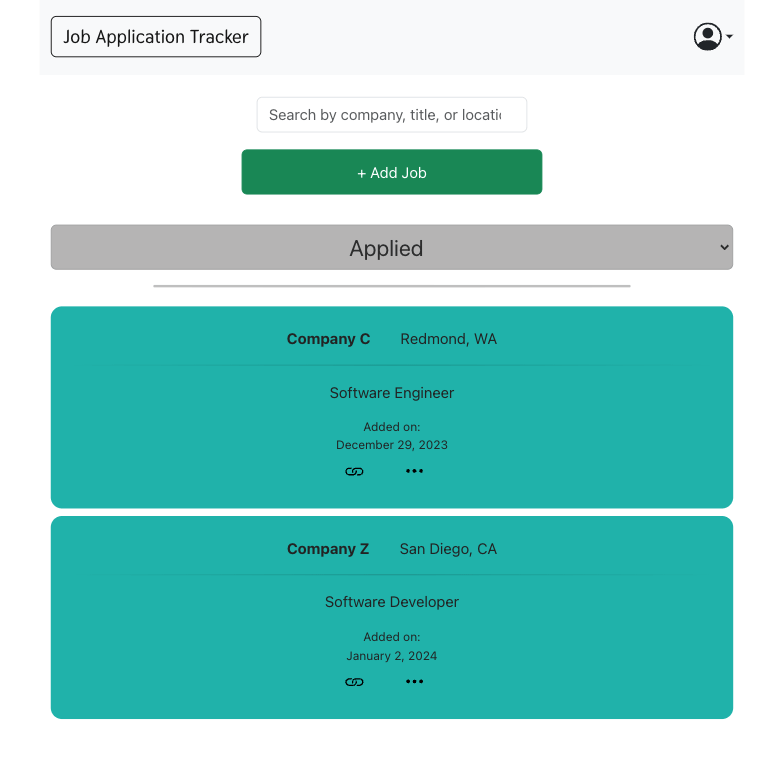 Job Application Tracker
Search by company, title, or locati
+ Add Job
Applied
Company C Redmond, WA
Software Engineer
Added on:
December 29, 2023
Company Z San Diego, CA
Software Developer
Added on:
January 2, 2024